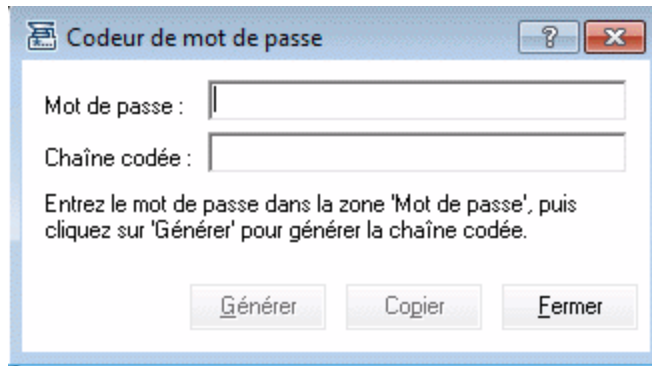 Codeur de mot de passe
Mot de passe :
Chaîne codée :
Entrez le mot de passe dans la zone 'Mot de passe', puis
cliquez sur 'Générer' pour générer la chaîne codée.
Générer Copier Fermer